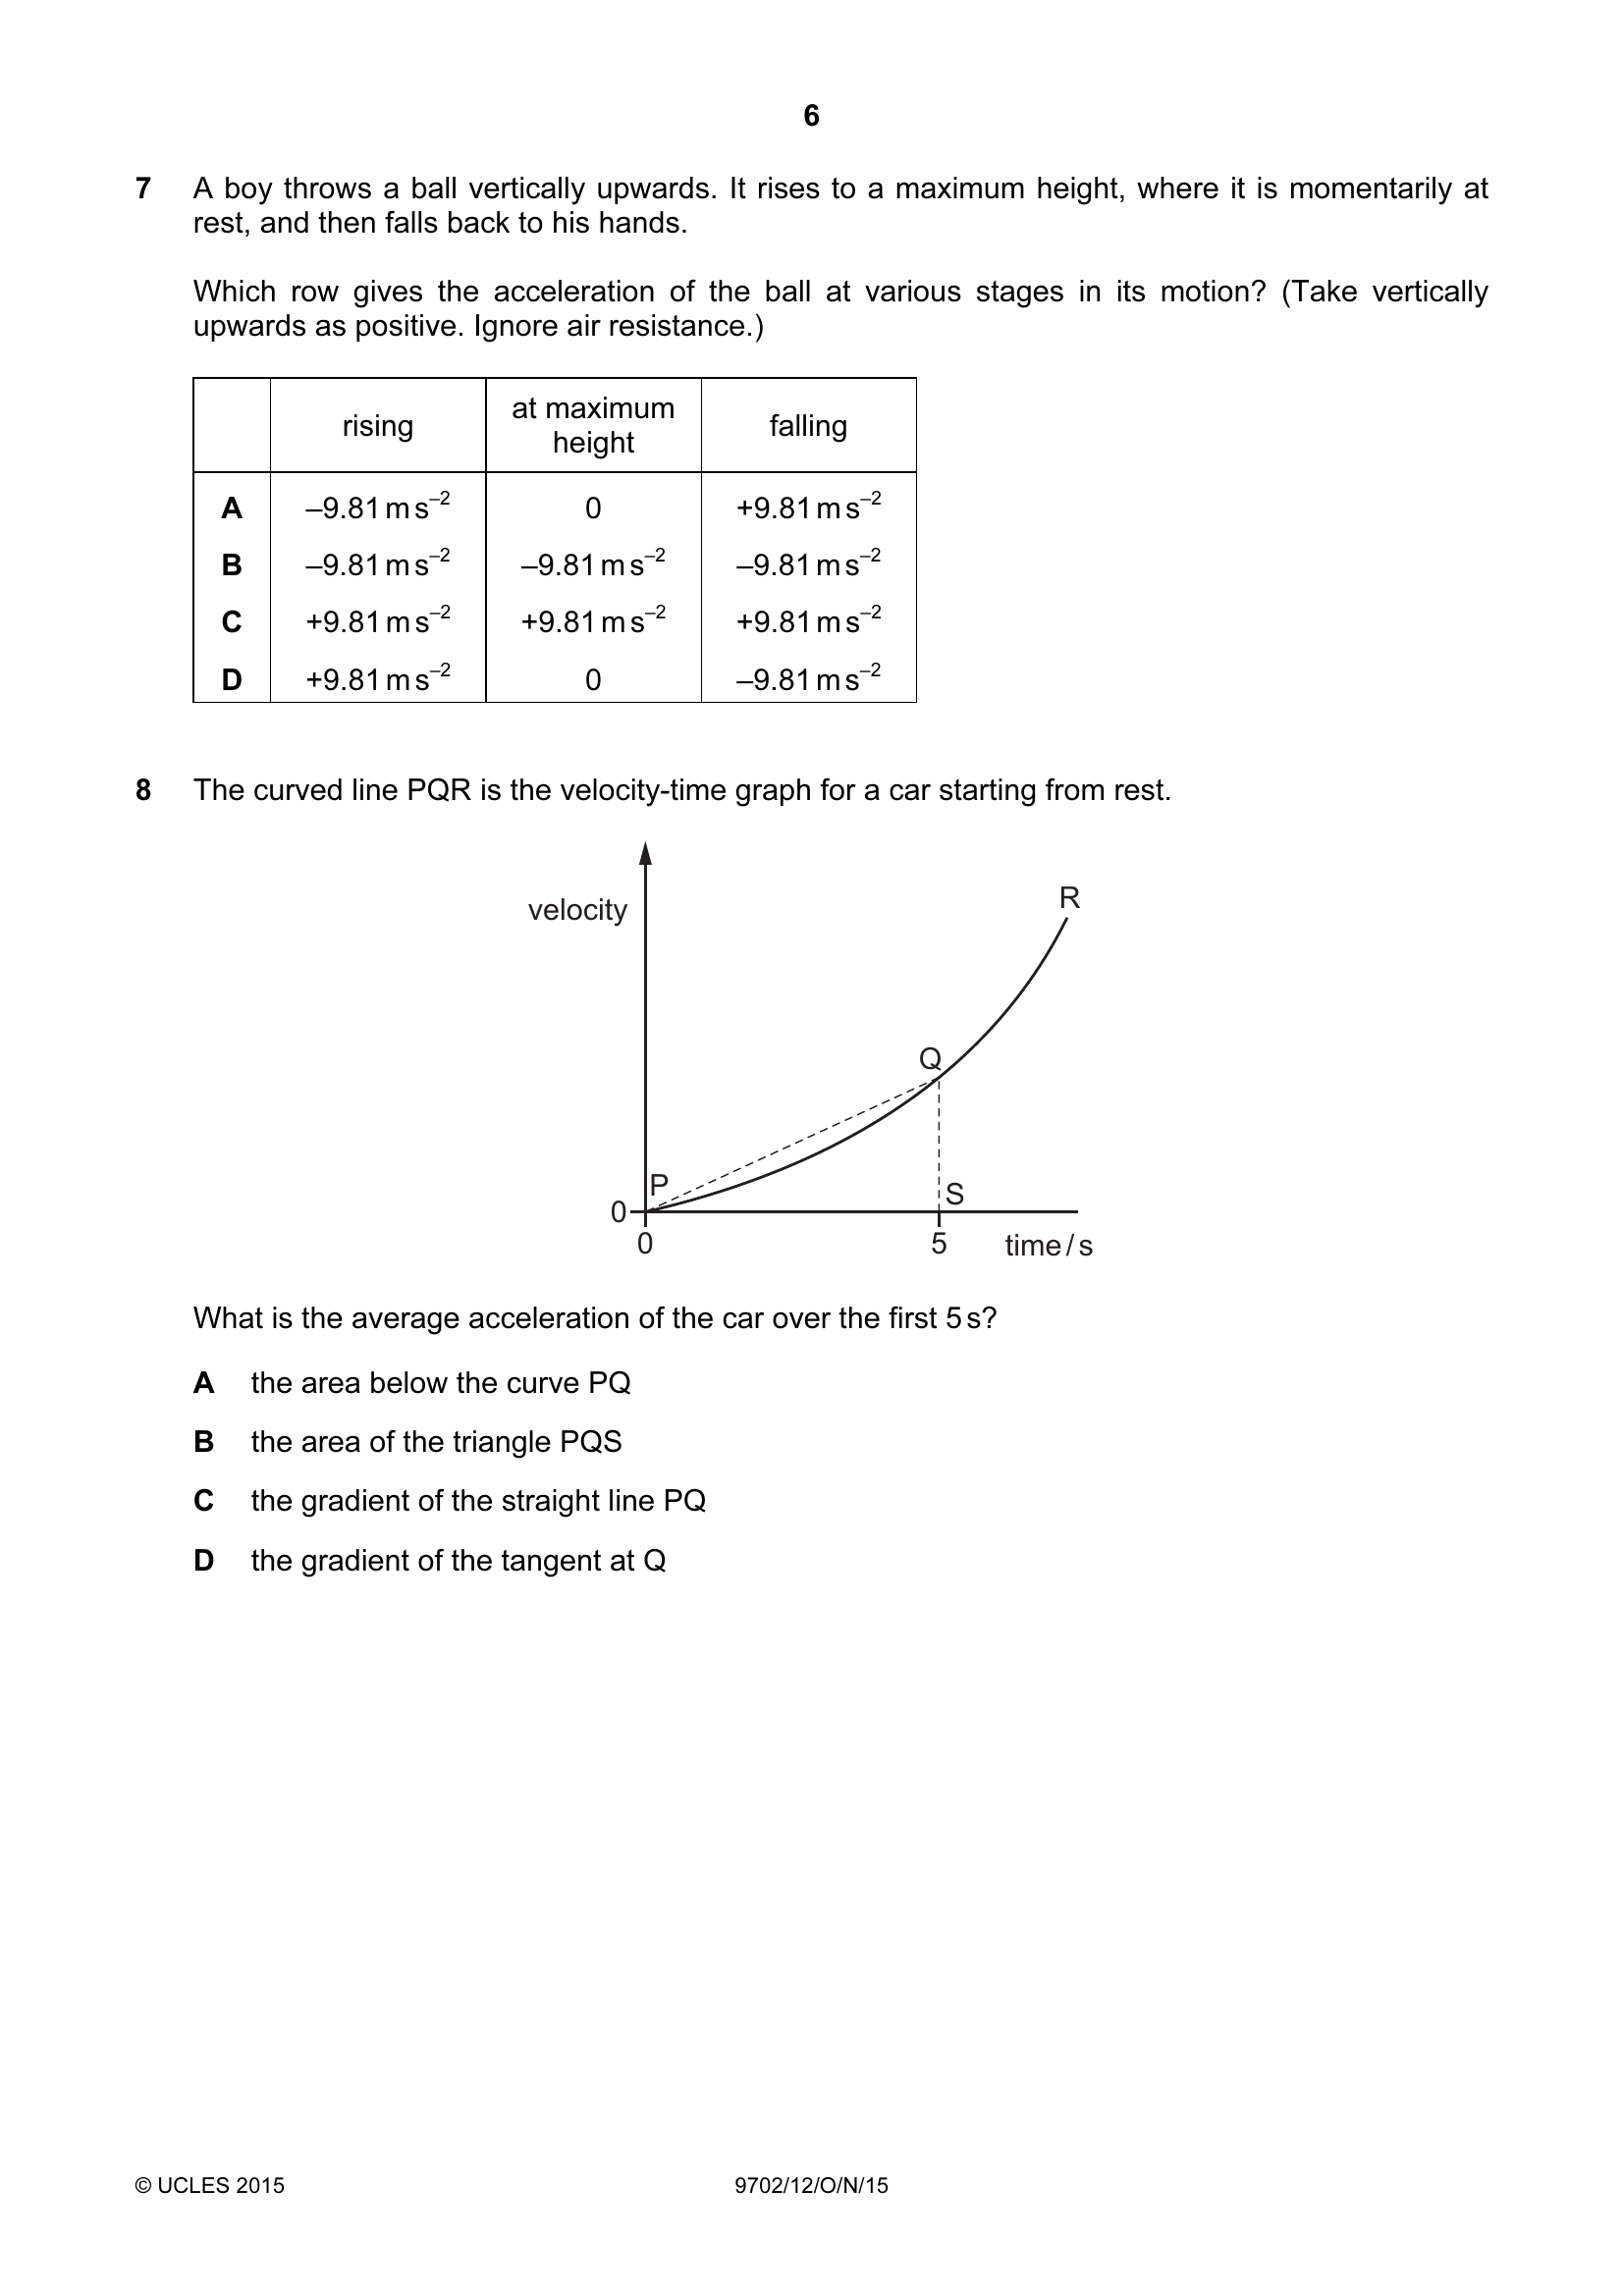 6
7 A boy throws a ball vertically upwards. It rises to a maximum height, where it is momentarily at
rest, and then falls back to his hands.
Which row gives the acceleration of the ball at various stages in its motion? (Take vertically
upwards as positive. Ignore air resistance.)
rising at maximum height falling
A –9.81 m s⁻² 0 +9.81 m s⁻²
B –9.81 m s⁻² –9.81 m s⁻² –9.81 m s⁻²
C +9.81 m s⁻² +9.81 m s⁻² +9.81 m s⁻²
D +9.81 m s⁻² 0 –9.81 m s⁻²
8 The curved line PQR is the velocity-time graph for a car starting from rest.
R
velocity
Q
P
S
0
0 5 time / s
What is the average acceleration of the car over the first 5 s?
A the area below the curve PQ
B the area of the triangle PQS
C the gradient of the straight line PQ
D the gradient of the tangent at Q
© UCLES 2015 9702/12/O/N/15